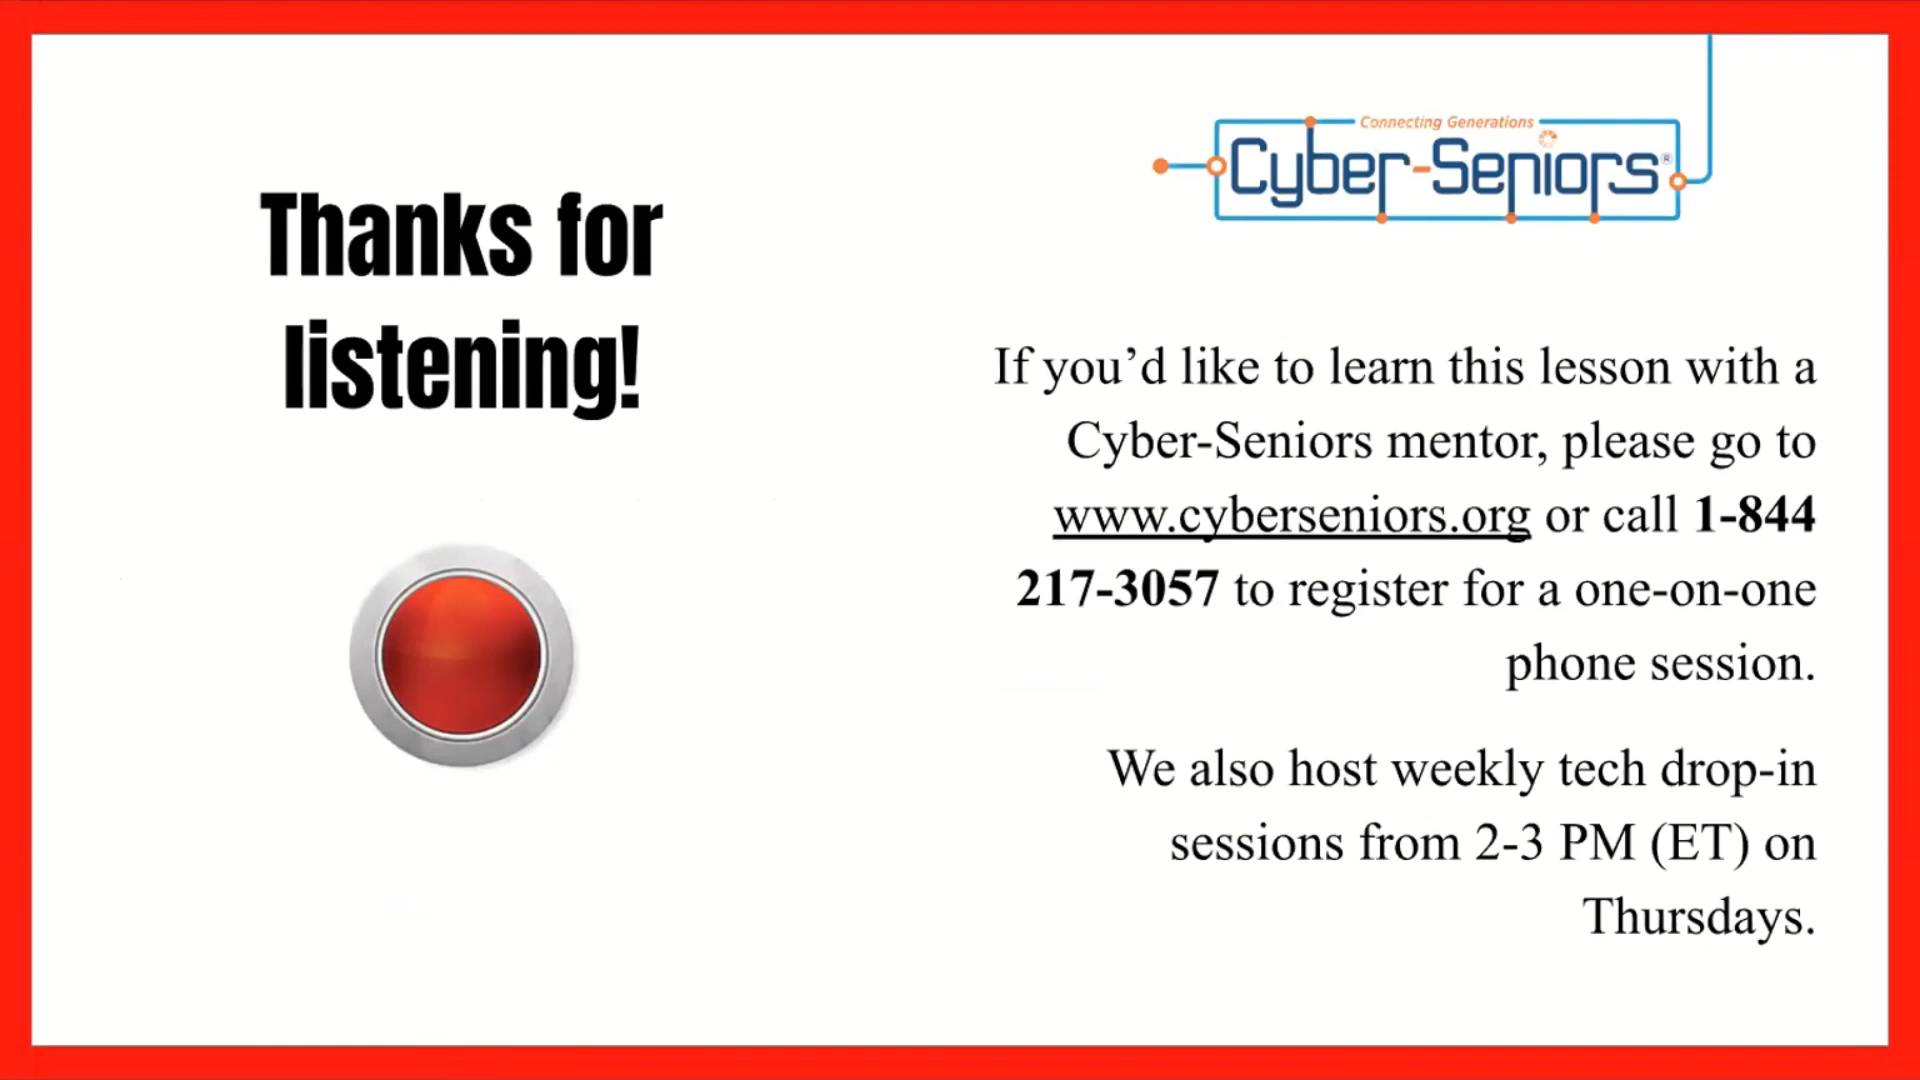 Thanks for
listening!
Connecting Generations
Cyber-Seniors®
If you’d like to learn this lesson with a
Cyber-Seniors mentor, please go to
www.cyberseniors.org or call 1-844
217-3057 to register for a one-on-one
phone session.
We also host weekly tech drop-in
sessions from 2-3 PM (ET) on
Thursdays.